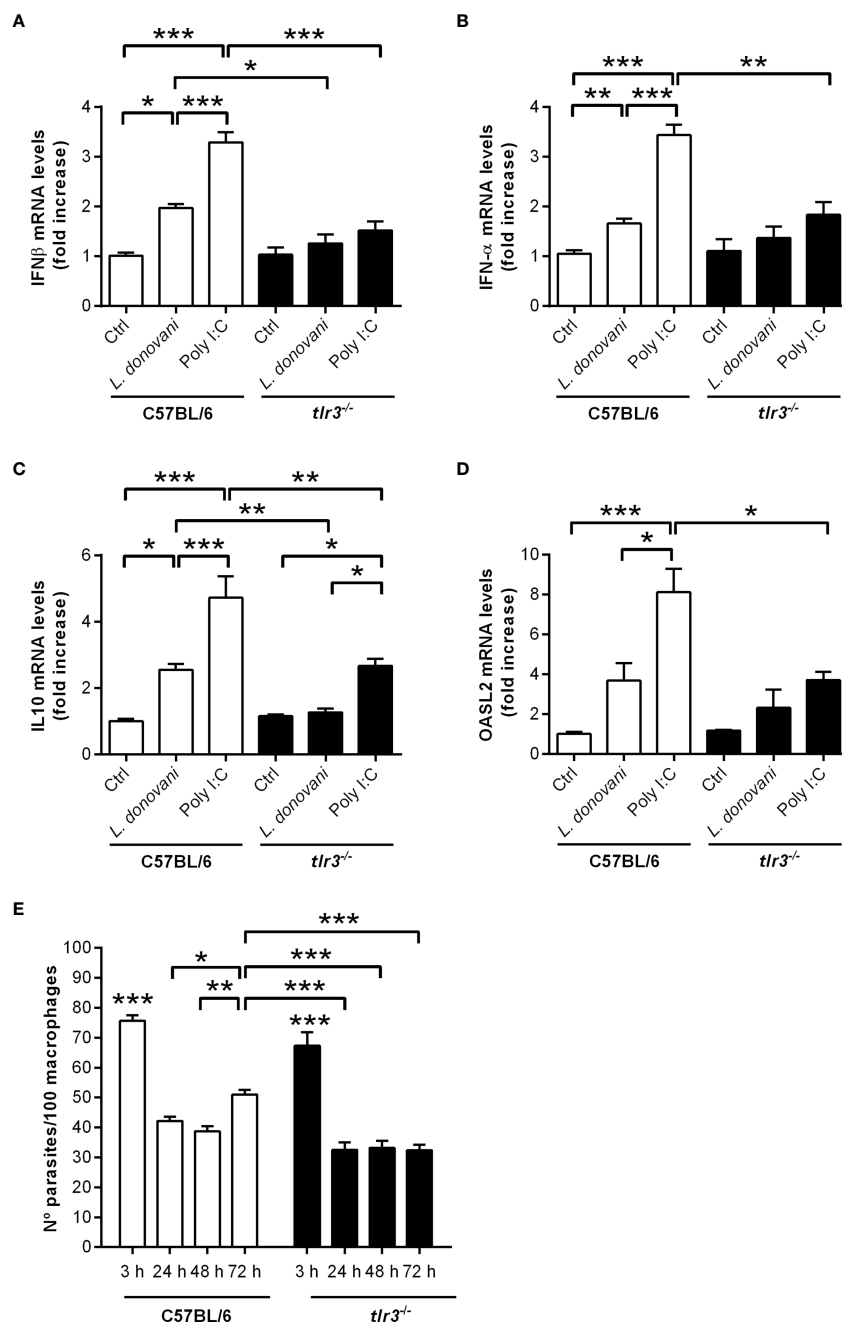 A
***
***
*
*
***
IFNβ mRNA levels
(fold increase)
4
3
2
1
0
Ctrl
L. donovani
Poly I:C
Ctrl
L. donovani
Poly I:C
C57BL/6
tlr3-/-
B
***
**
**
***
IFN-α mRNA levels
(fold increase)
4
3
2
1
0
Ctrl
L. donovani
Poly I:C
Ctrl
L. donovani
Poly I:C
C57BL/6
tlr3-/-
C
***
**
**
*
***
*
*
IL10 mRNA levels
(fold increase)
6
4
2
0
Ctrl
L. donovani
Poly I:C
Ctrl
L. donovani
Poly I:C
C57BL/6
tlr3-/-
D
***
*
*
OASL2 mRNA levels
(fold increase)
10
8
6
4
2
0
Ctrl
L. donovani
Poly I:C
Ctrl
L. donovani
Poly I:C
C57BL/6
tlr3-/-
E
***
*
***
**
***
***
***
Nº parasites/100 macrophages
100
90
80
70
60
50
40
30
20
10
0
3 h 24 h 48 h 72 h
3 h 24 h 48 h 72 h
C57BL/6
tlr3-/-